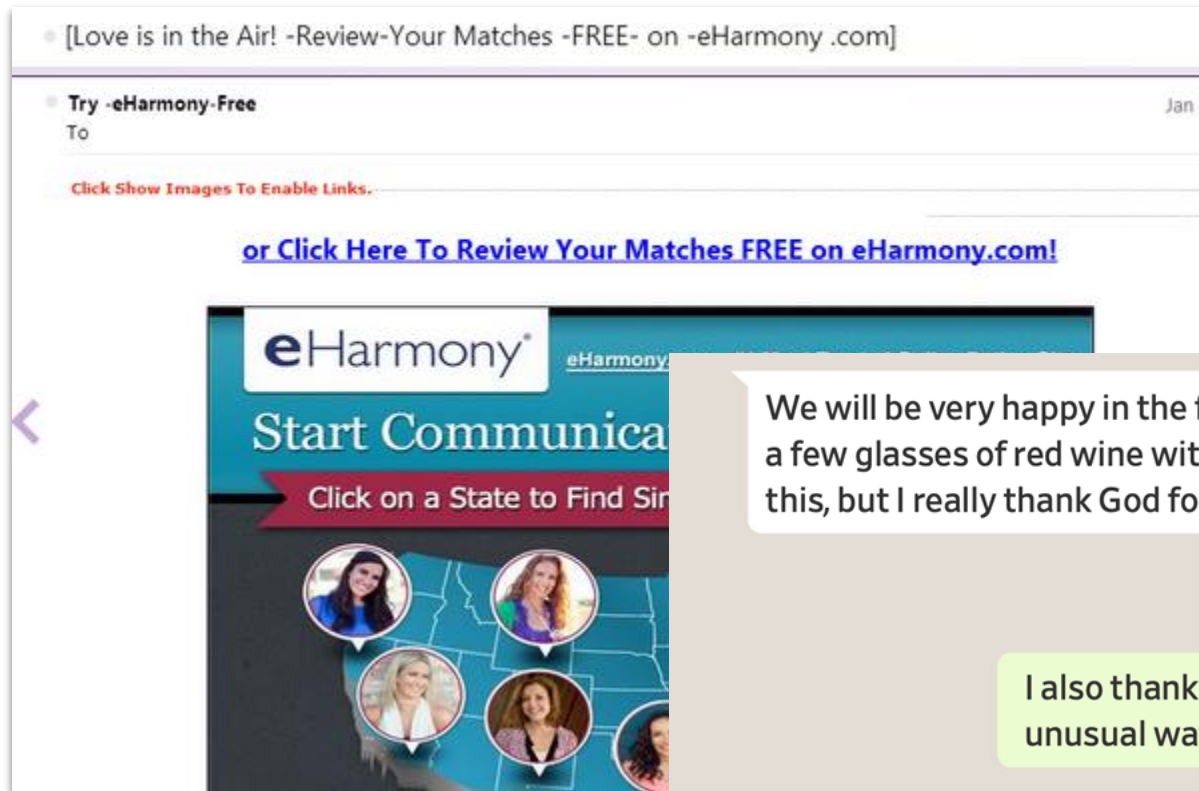 [Love is in the Air! -Review-Your Matches -FREE- on -eHarmony .com]
Try -eHarmony-Free
Jan
To
Click Show Images To Enable Links.
or Click Here To Review Your Matches FREE on eHarmony.com!
eHarmony
eHarmony.
Start Communica
Click on a State to Find Sin
We will be very happy in the f
a few glasses of red wine wit
this, but I really thank God fo
I also thank
unusual wa